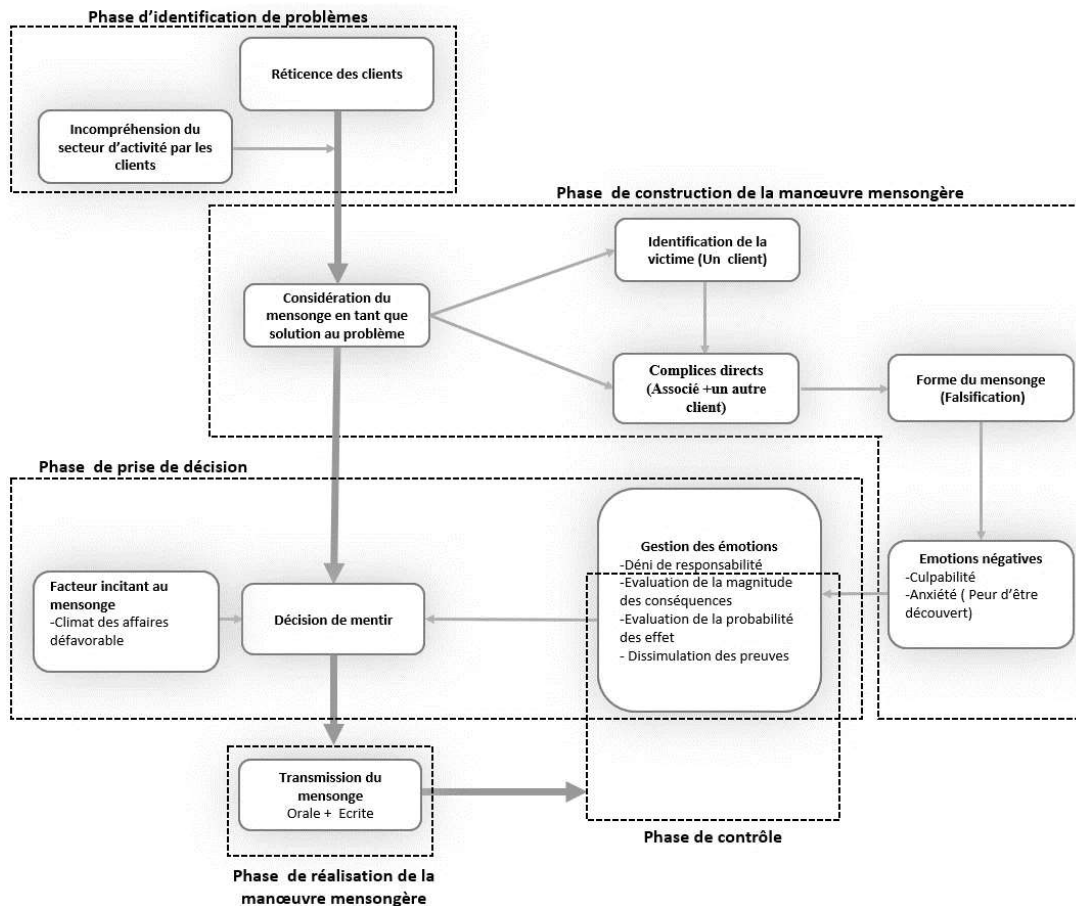 Phase d’identification de problèmes
Réticence des clients
Incompréhension du
secteur d’activité par les
clients
Phase de construction de la manœuvre mensongère
Identification de la
victime (Un client)
Considération du
mensonge en tant que
solution au problème
Complices directs
(Associé +un autre
client)
Forme du mensonge
(Falsification)
Phase de prise de décision
Gestion des émotions
-Déni de responsabilité
-Evaluation de la magnitude
des conséquences
-Evaluation de la probabilité
des effet
- Dissimulation des preuves
Emotions négatives
-Culpabilité
-Anxiété ( Peur d’être
découvert)
Facteur incitant au
mensonge
-Climat des affaires
défavorable
Décision de mentir
Transmission du
mensonge
Orale + Ecrite
Phase de contrôle
Phase de réalisation de la
manœuvre mensongère